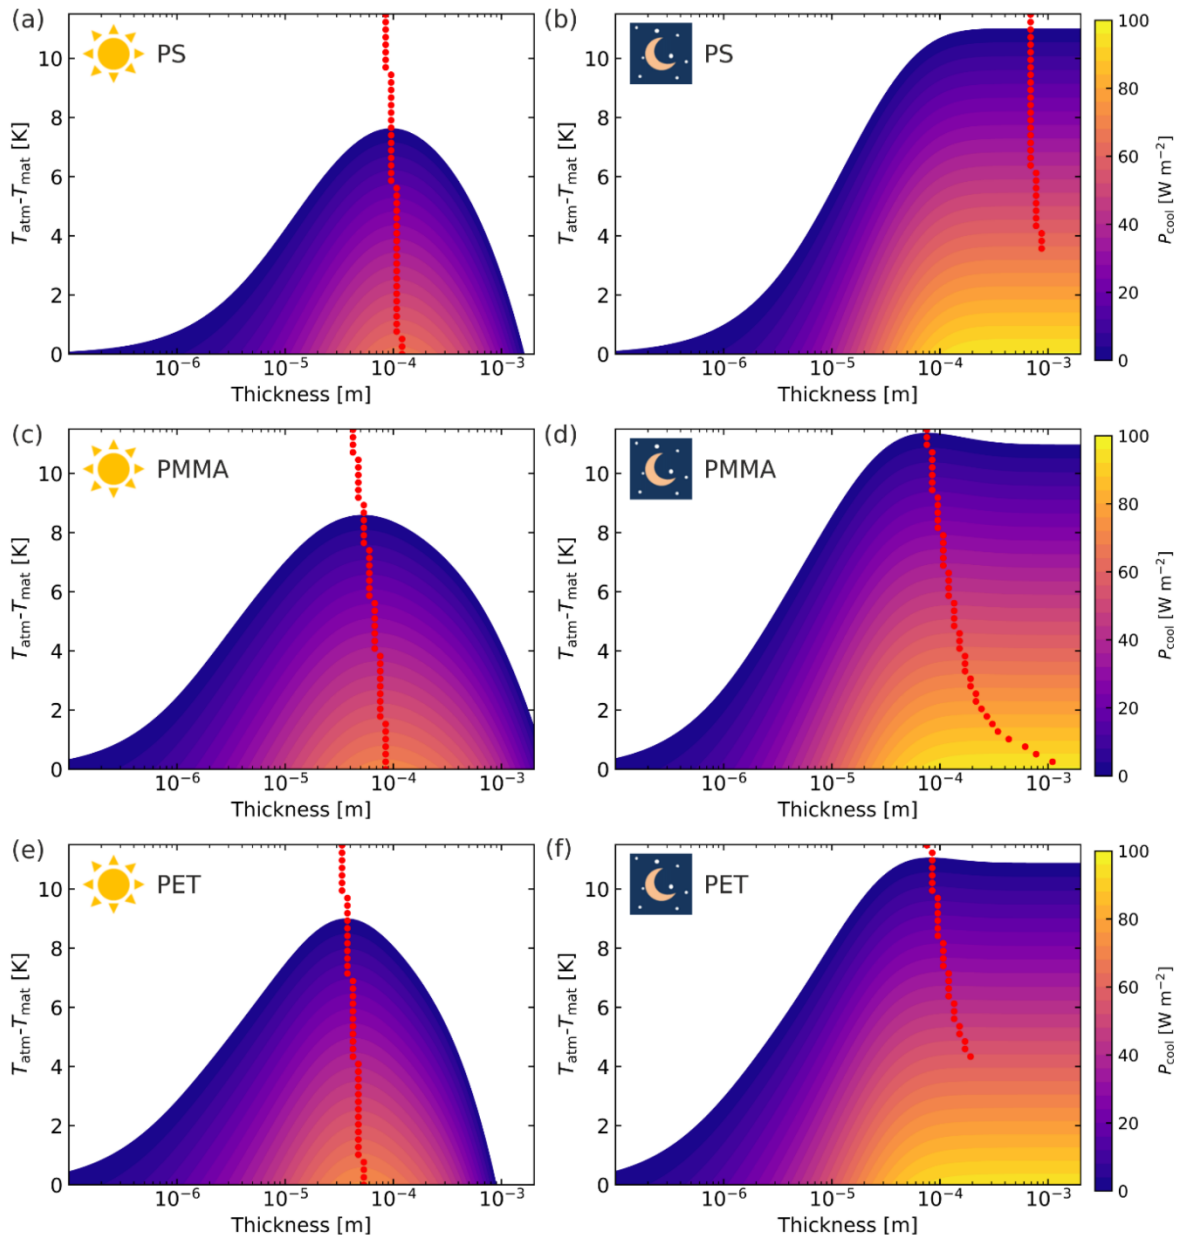 (a) PS
10
8
6
4
2
0
T_atm-T_mat [K]
10⁻⁶ 10⁻⁵ 10⁻⁴ 10⁻³
Thickness [m]
(b) PS
10
8
6
4
2
0
T_atm-T_mat [K]
10⁻⁶ 10⁻⁵ 10⁻⁴ 10⁻³
Thickness [m]
100
80
60
40
20
0
P_cool [W m⁻²]
(c) PMMA
10
8
6
4
2
0
T_atm-T_mat [K]
10⁻⁶ 10⁻⁵ 10⁻⁴ 10⁻³
Thickness [m]
(d) PMMA
10
8
6
4
2
0
T_atm-T_mat [K]
10⁻⁶ 10⁻⁵ 10⁻⁴ 10⁻³
Thickness [m]
100
80
60
40
20
0
P_cool [W m⁻²]
(e) PET
10
8
6
4
2
0
T_atm-T_mat [K]
10⁻⁶ 10⁻⁵ 10⁻⁴ 10⁻³
Thickness [m]
(f) PET
10
8
6
4
2
0
T_atm-T_mat [K]
10⁻⁶ 10⁻⁵ 10⁻⁴ 10⁻³
Thickness [m]
100
80
60
40
20
0
P_cool [W m⁻²]